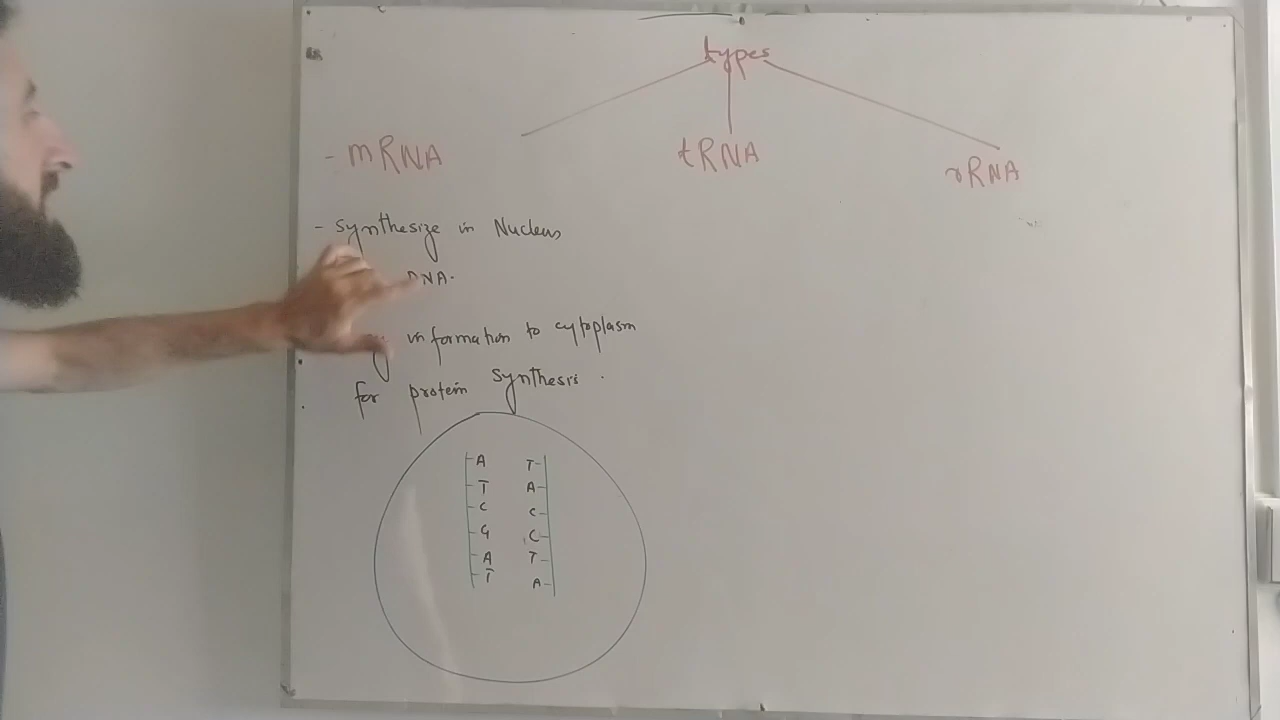 types
- mRNA
tRNA
rRNA
- Synthesize in Nucleus
information to cytoplasm
for protein synthesis .
A T
T A
C C
G C
A T
T A